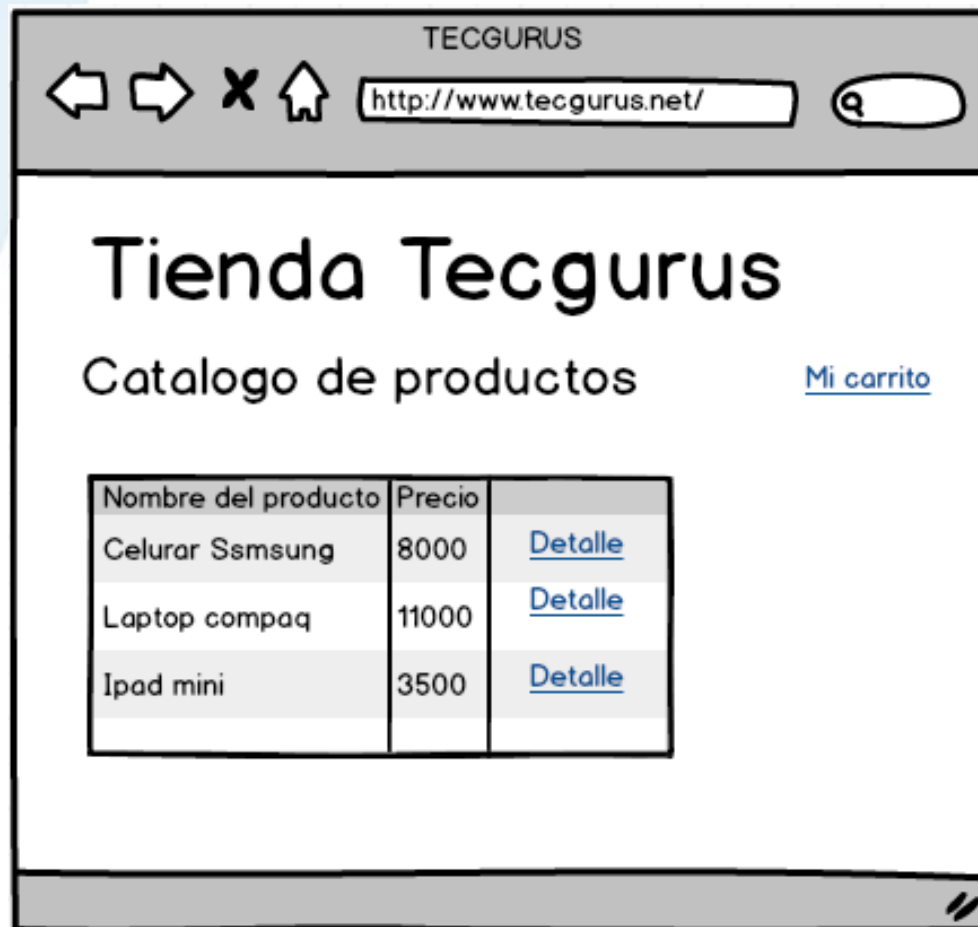 TECGURUS
http://www.tecgurus.net/
Tienda Tecgurus
Catalogo de productos
Mi carrito
Nombre del producto Precio
Celurar Ssmsung 8000 Detalle
Laptop compaq 11000 Detalle
Ipad mini 3500 Detalle